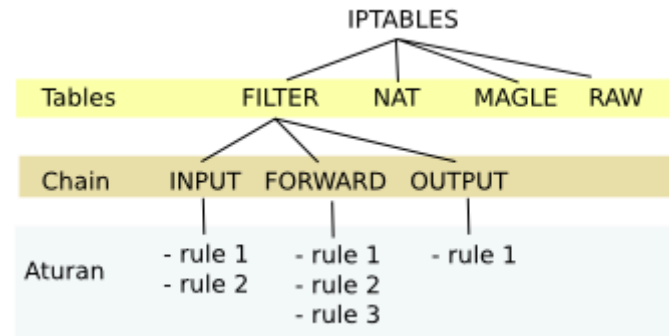 IPTABLES
Tables FILTER NAT MAGLE RAW
Chain INPUT FORWARD OUTPUT
Aturan
- rule 1
- rule 2
- rule 1
- rule 2
- rule 3
- rule 1